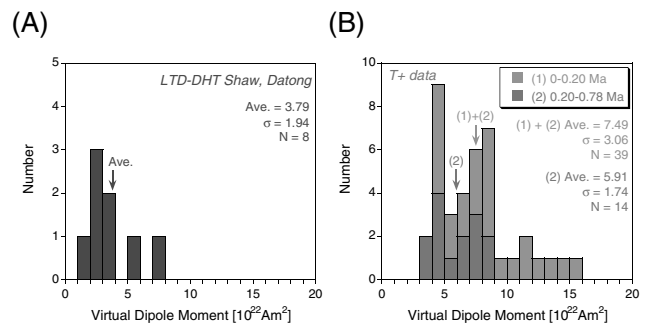 (A)
LTD-DHT Shaw, Datong
Ave. = 3.79
σ = 1.94
N = 8
Ave.
Number
0
1
2
3
4
5
0 5 10 15 20
Virtual Dipole Moment [10²²Am²]
(B)
T+ data
(1) 0-0.20 Ma
(2) 0.20-0.78 Ma
(1) + (2) Ave. = 7.49
σ = 3.06
N = 39
(2) Ave. = 5.91
σ = 1.74
N = 14
(1)+(2)
(2)
Number
0
2
4
6
8
10
0 5 10 15 20
Virtual Dipole Moment [10²²Am²]